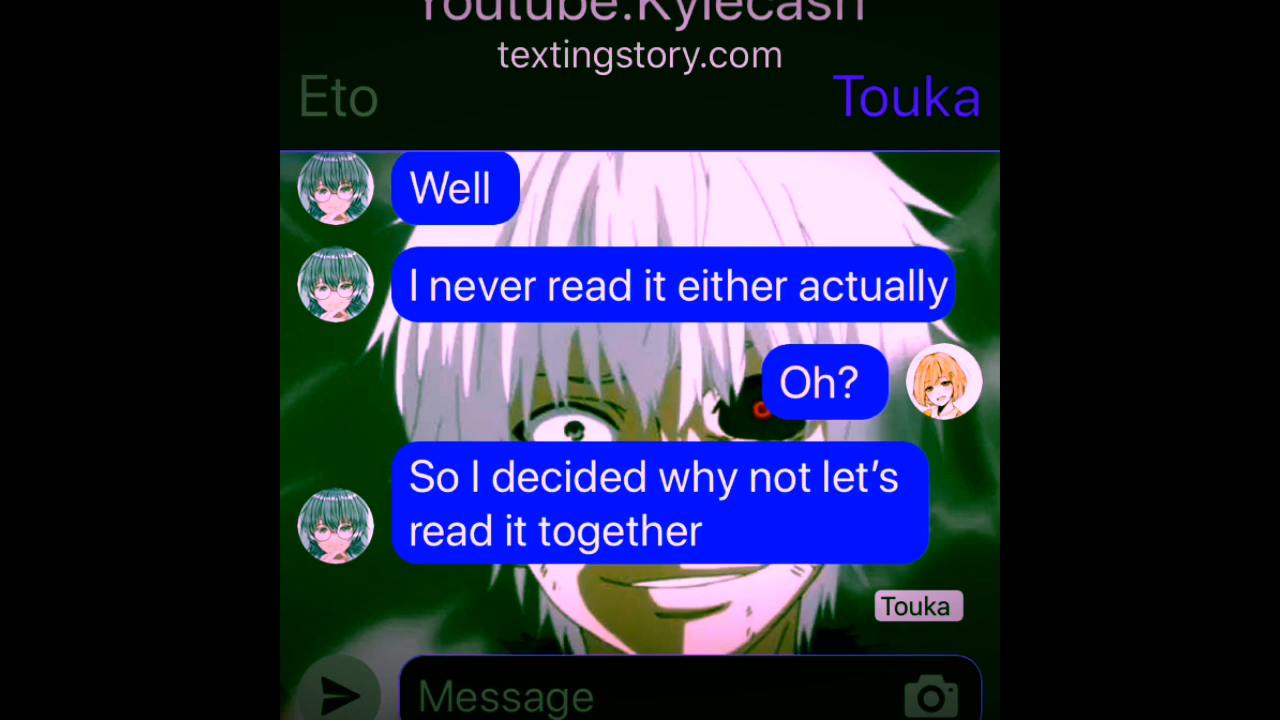 Youtube:Kylecash
textingstory.com
Eto
Touka
Well
I never read it either actually
Oh?
So I decided why not let’s
read it together
Touka
Message